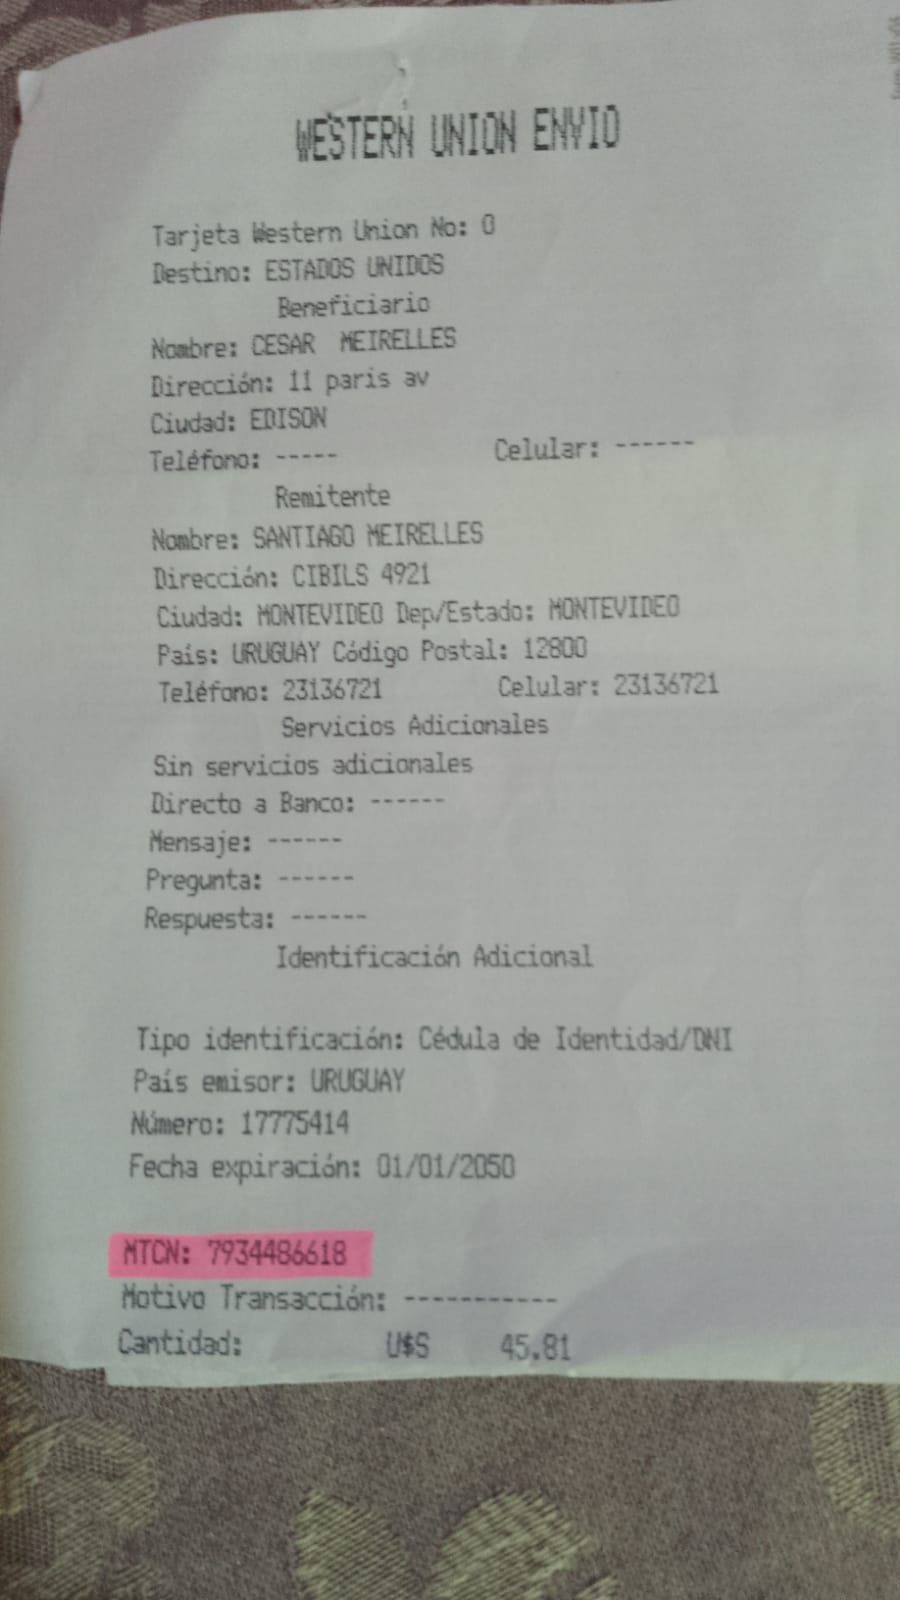 WESTERN UNION ENVIO
Tarjeta Western Union No: 0
Destino: ESTADOS UNIDOS
Beneficiario
Nombre: CESAR MEIRELLES
Dirección: 11 paris av
Ciudad: EDISON
Teléfono: ----- Celular: ------
Remitente
Nombre: SANTIAGO MEIRELLES
Dirección: CIBILS 4921
Ciudad: MONTEVIDEO Dep/Estado: MONTEVIDEO
País: URUGUAY Código Postal: 12800
Teléfono: 23136721 Celular: 23136721
Servicios Adicionales
Sin servicios adicionales
Directo a Banco: ------
Mensaje: ------
Pregunta: ------
Respuesta: ------
Identificación Adicional
Tipo identificación: Cédula de Identidad/DNI
País emisor: URUGUAY
Número: 17775414
Fecha expiración: 01/01/2050
MTCN: 7934486618
Motivo Transacción: -----------
Cantidad: U$S 45.81